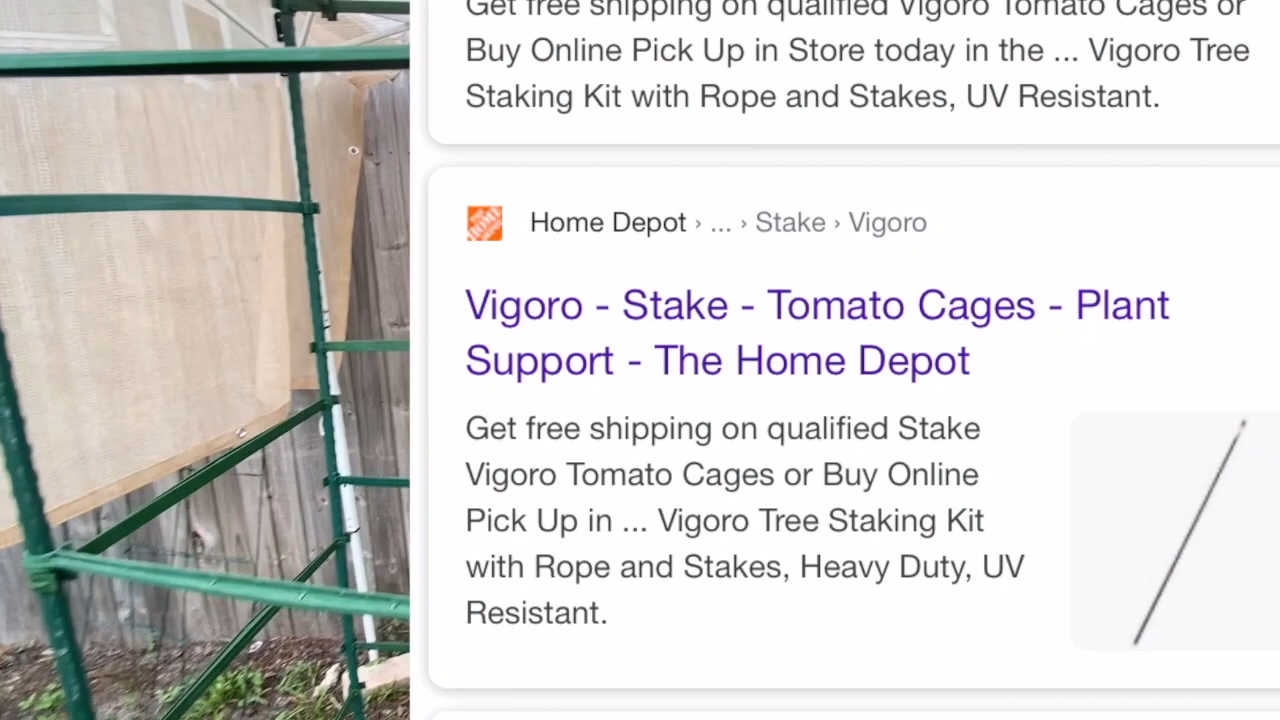 Get free shipping on qualified Vigoro Tomato Cages or
Buy Online Pick Up in Store today in the ... Vigoro Tree
Staking Kit with Rope and Stakes, UV Resistant.
Home Depot › ... › Stake › Vigoro
Vigoro - Stake - Tomato Cages - Plant
Support - The Home Depot
Get free shipping on qualified Stake
Vigoro Tomato Cages or Buy Online
Pick Up in ... Vigoro Tree Staking Kit
with Rope and Stakes, Heavy Duty, UV
Resistant.